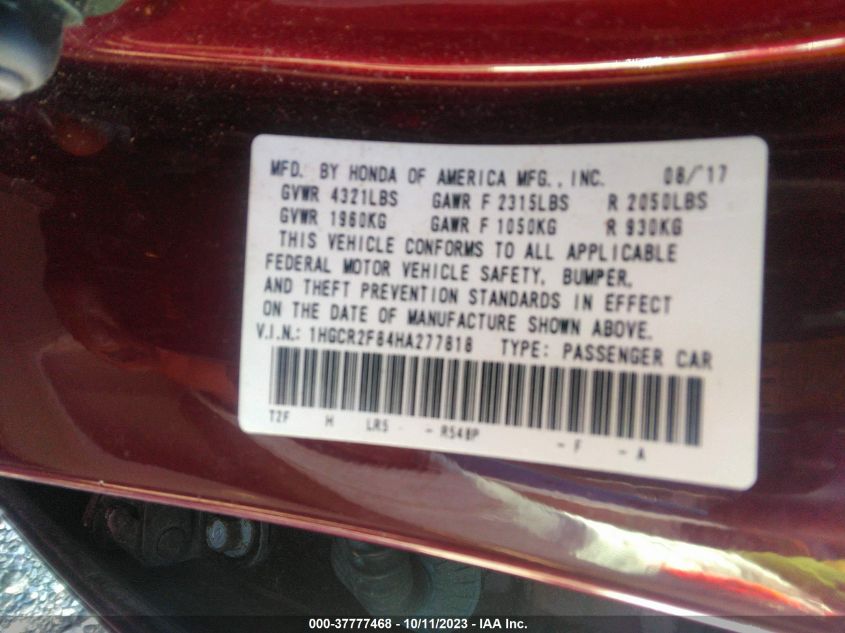 MFD. BY HONDA OF AMERICA MFG., INC. 08/'17
GVWR 4321LBS GAWR F 2315LBS R 2050LBS
GVWR 1960KG GAWR F 1050KG R 930KG
THIS VEHICLE CONFORMS TO ALL APPLICABLE
FEDERAL MOTOR VEHICLE SAFETY, BUMPER,
AND THEFT PREVENTION STANDARDS IN EFFECT
ON THE DATE OF MANUFACTURE SHOWN ABOVE.
V.I.N.: 1HGCR2F84HA277818 TYPE: PASSENGER CAR
T2F H LR5 - R548P - F - A
000-37777468 - 10/11/2023 - IAA Inc.